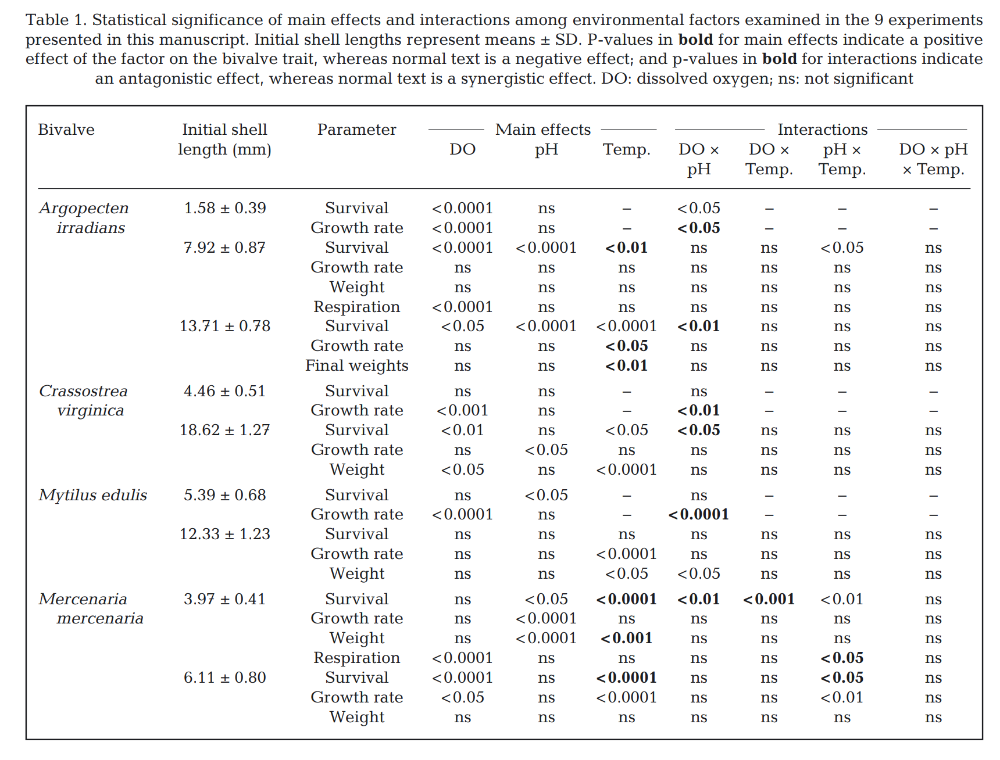 Table 1. Statistical significance of main effects and interactions among environmental factors examined in the 9 experiments
presented in this manuscript. Initial shell lengths represent means ± SD. P-values in bold for main effects indicate a positive
effect of the factor on the bivalve trait, whereas normal text is a negative effect; and p-values in bold for interactions indicate
an antagonistic effect, whereas normal text is a synergistic effect. DO: dissolved oxygen; ns: not significant
Bivalve Initial shell Parameter Main effects Interactions
length (mm) DO pH Temp. DO × DO × pH × DO × pH
pH Temp. Temp. × Temp.
Argopecten 1.58 ± 0.39 Survival <0.0001 ns – <0.05 – – –
irradians Growth rate <0.0001 ns – <0.05 – – –
7.92 ± 0.87 Survival <0.0001 <0.0001 <0.01 ns ns <0.05 ns
Growth rate ns ns ns ns ns ns ns
Weight ns ns ns ns ns ns ns
Respiration <0.0001 ns ns ns ns ns ns
13.71 ± 0.78 Survival <0.05 <0.0001 <0.0001 <0.01 ns ns ns
Growth rate ns ns <0.05 ns ns ns ns
Final weights ns ns <0.01 ns ns ns ns
Crassostrea 4.46 ± 0.51 Survival ns ns – ns – – –
virginica Growth rate <0.001 ns – <0.01 – – –
18.62 ± 1.27 Survival <0.01 ns <0.05 <0.05 ns ns ns
Growth rate ns <0.05 ns ns ns ns ns
Weight <0.05 ns <0.0001 ns ns ns ns
Mytilus edulis 5.39 ± 0.68 Survival ns <0.05 – ns – – –
Growth rate <0.0001 ns – <0.0001 – – –
12.33 ± 1.23 Survival ns ns ns ns ns ns ns
Growth rate ns ns <0.0001 ns ns ns ns
Weight ns ns <0.05 <0.05 ns ns ns
Mercenaria 3.97 ± 0.41 Survival ns <0.05 <0.0001 <0.01 <0.001 <0.01 ns
mercenaria Growth rate ns <0.0001 ns ns ns ns ns
Weight ns <0.0001 <0.001 ns ns ns ns
Respiration <0.0001 ns ns ns ns <0.05 ns
6.11 ± 0.80 Survival <0.0001 ns <0.0001 ns ns <0.05 ns
Growth rate <0.05 ns <0.0001 ns ns <0.01 ns
Weight ns ns ns ns ns ns ns